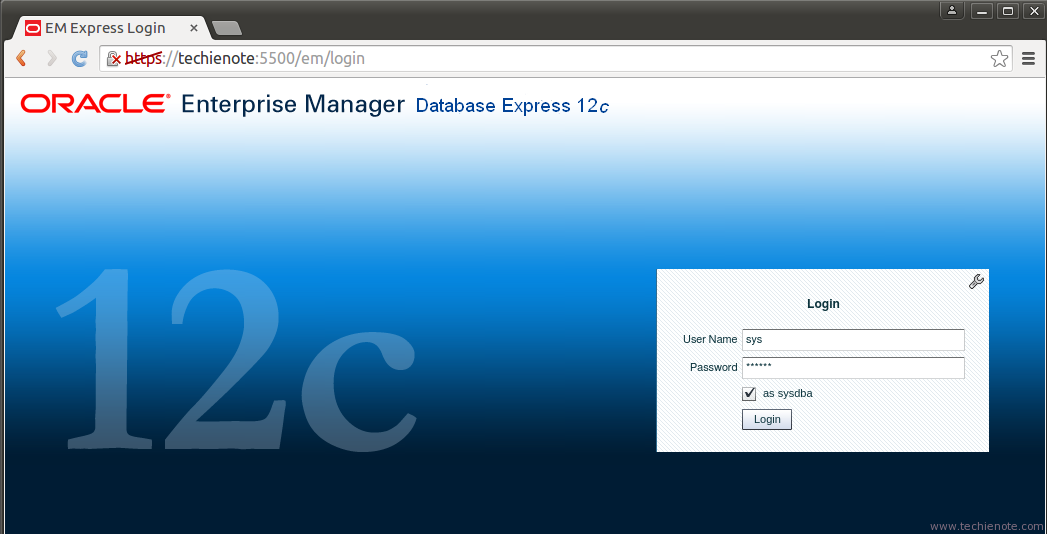 EM Express Login
https://techienote:5500/em/login
ORACLE® Enterprise Manager Database Express 12c
12c
Login
User Name sys
Password ******
as sysdba
Login
www.techienote.com